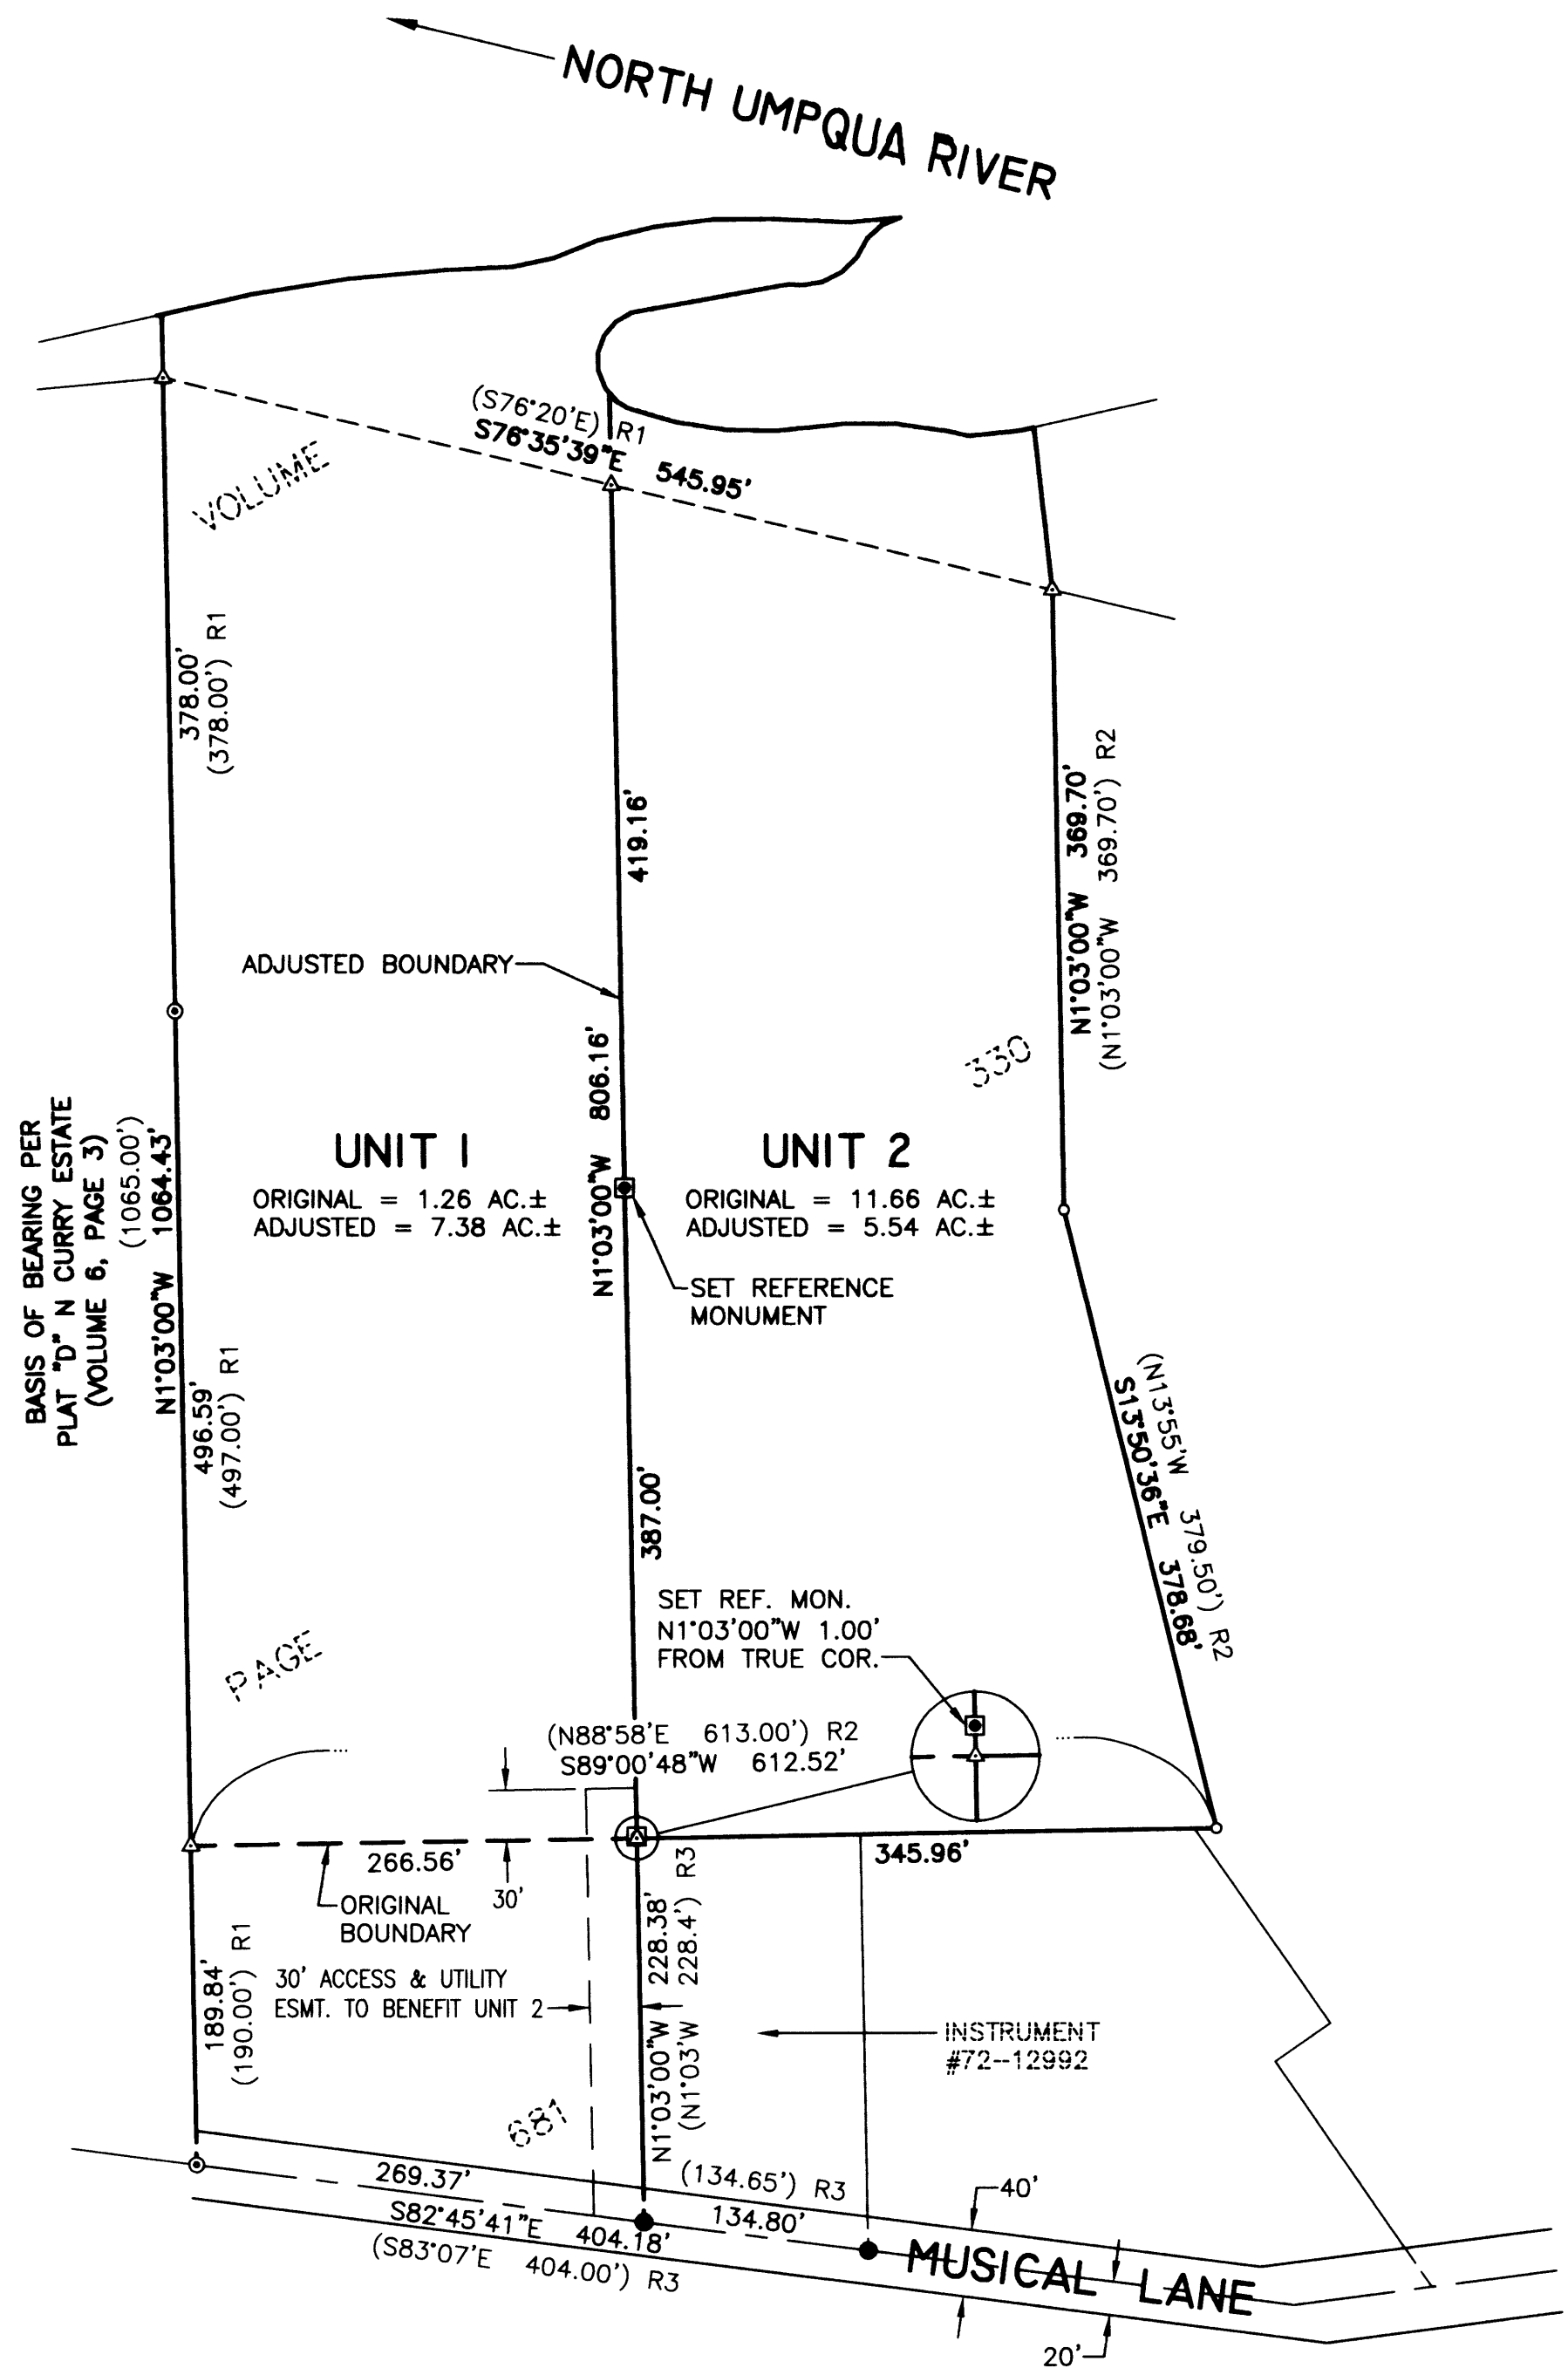 NORTH UMPQUA RIVER
(S76°20'E) R1
S76°35'39"E 545.95'
VOLUME
378.00'
(378.00') R1
419.16'
N1°03'00"W 369.70'
(N1°03'00"W 369.70') R2
ADJUSTED BOUNDARY
330
BASIS OF BEARING PER
PLAT "D" N CURRY ESTATE
(VOLUME 6, PAGE 3)
(1065.00')
N1°03'00"W 1064.43'
UNIT 1
ORIGINAL = 1.26 AC.±
ADJUSTED = 7.38 AC.±
N1°03'00"W 806.16'
UNIT 2
ORIGINAL = 11.66 AC.±
ADJUSTED = 5.54 AC.±
SET REFERENCE
MONUMENT
496.59'
(497.00') R1
387.00'
(N13°55'W 379.50') R2
S13°50'36"E 378.68'
SET REF. MON.
N1°03'00"W 1.00'
FROM TRUE COR.
PAGE
(N88°58'E 613.00') R2
S89°00'48"W 612.52'
266.56'
345.96'
30'
ORIGINAL
BOUNDARY
189.84'
(190.00') R1
30' ACCESS & UTILITY
ESMT. TO BENEFIT UNIT 2
N1°03'00"W 228.38'
(N1°03'W 228.4') R3
INSTRUMENT
#72--12992
687
269.37'
(134.65') R3
134.80'
S82°45'41"E 404.18'
(S83°07'E 404.00') R3
40'
MUSICAL LANE
20'